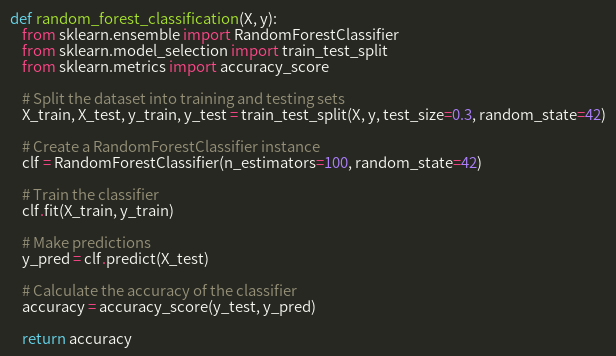 def random_forest_classification(X, y):
    from sklearn.ensemble import RandomForestClassifier
    from sklearn.model_selection import train_test_split
    from sklearn.metrics import accuracy_score

    # Split the dataset into training and testing sets
    X_train, X_test, y_train, y_test = train_test_split(X, y, test_size=0.3, random_state=42)

    # Create a RandomForestClassifier instance
    clf = RandomForestClassifier(n_estimators=100, random_state=42)

    # Train the classifier
    clf.fit(X_train, y_train)

    # Make predictions
    y_pred = clf.predict(X_test)

    # Calculate the accuracy of the classifier
    accuracy = accuracy_score(y_test, y_pred)

    return accuracy